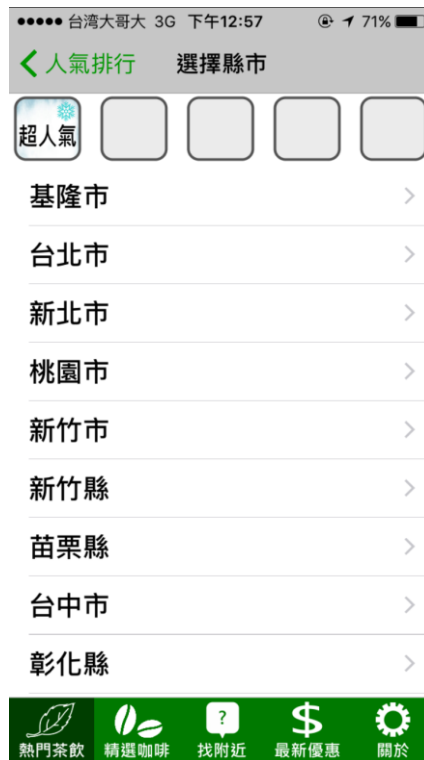 台湾大哥大 3G 下午12:57 71%
人氣排行 選擇縣市
超人氣
基隆市
台北市
新北市
桃園市
新竹市
新竹縣
苗栗縣
台中市
彰化縣
?
$
熱門茶飲 精選咖啡 找附近 最新優惠 關於